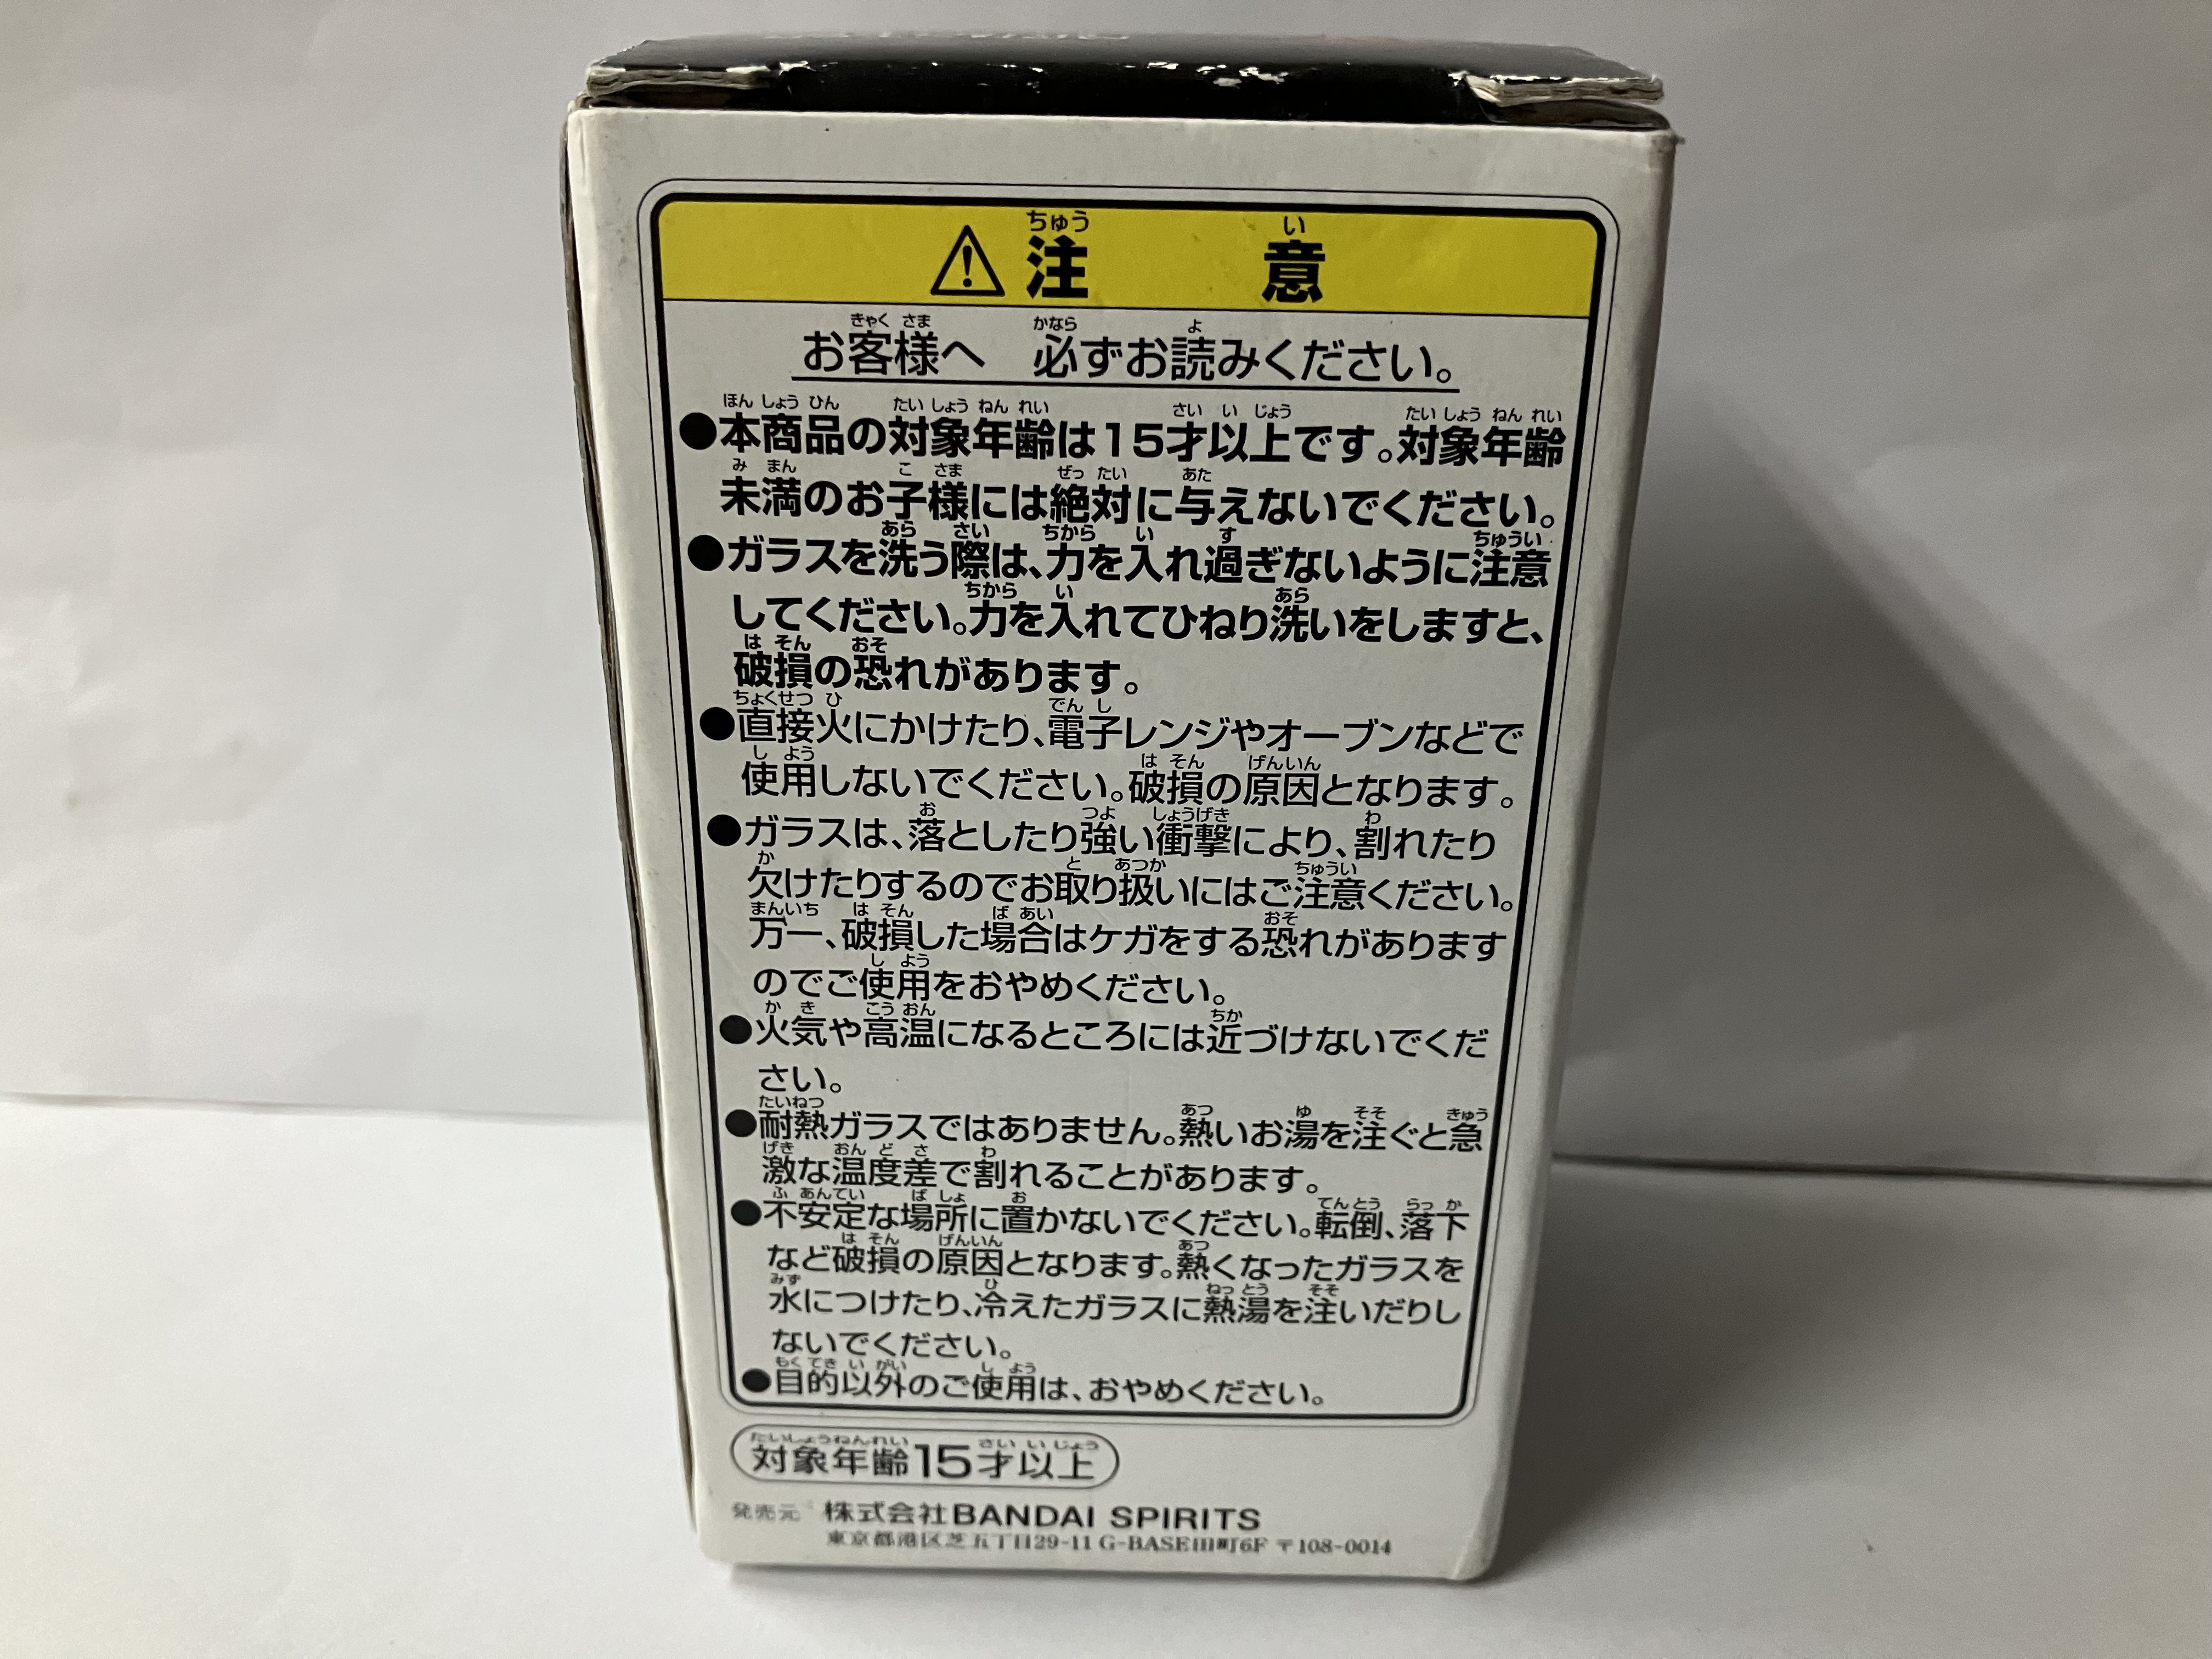 ⚠注意
お客様へ 必ずお読みください。
●本商品の対象年齢は15才以上です。対象年齢
未満のお子様には絶対に与えないでください。
●ガラスを洗う際は、力を入れ過ぎないように注意
してください。力を入れてひねり洗いをしますと、
破損の恐れがあります。
●直接火にかけたり、電子レンジやオーブンなどで
使用しないでください。破損の原因となります。
●ガラスは、落としたり強い衝撃により、割れたり
欠けたりするのでお取り扱いにはご注意ください。
万一、破損した場合はケガをする恐れがあります
のでご使用をおやめください。
●火気や高温になるところには近づけないでくだ
さい。
●耐熱ガラスではありません。熱いお湯を注ぐと急
激な温度差で割れることがあります。
●不安定な場所に置かないでください。転倒、落下
など破損の原因となります。熱くなったガラスを
水につけたり、冷えたガラスに熱湯を注いだりし
ないでください。
●目的以外のご使用は、おやめください。
対象年齢15才以上
発売元 株式会社BANDAI SPIRITS
東京都港区芝五丁目29-11 G-BASE田町6F 〒108-0014